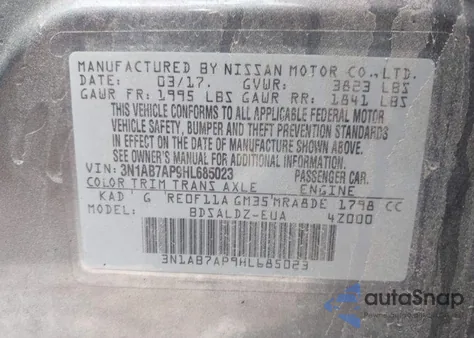 MANUFACTURED BY NISSAN MOTOR CO.,LTD.
DATE: 03/17. GVWR: 3823 LBS
GAWR FR: 1995 LBS GAWR RR: 1841 LBS
THIS VEHICLE CONFORMS TO ALL APPLICABLE FEDERAL MOTOR
VEHICLE SAFETY, BUMPER AND THEFT PREVENTION STANDARDS
IN EFFECT ON THE DATE OF MANUFACTURE SHOWN ABOVE.
SEE OWNER'S MANUAL FOR ADDITIONAL INFORMATION.
VIN: 3N1AB7AP9HL685023 PASSENGER CAR.
COLOR TRIM TRANS AXLE ENGINE
KAD G RE0F11A GM35 MRA8DE 1798 CC
MODEL: BDSALDZ-EUA 4Z000
3N1AB7AP9HL685023
autoSnap